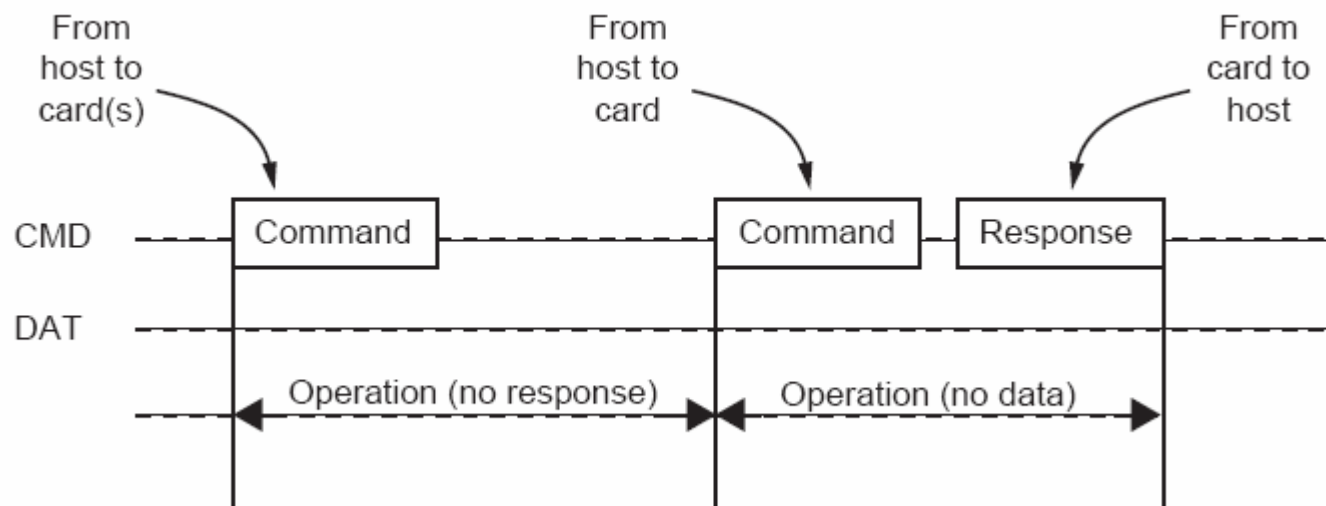 From
host to
card(s)
From
host to
card
From
card to
host
CMD
Command
Command
Response
DAT
Operation (no response)
Operation (no data)